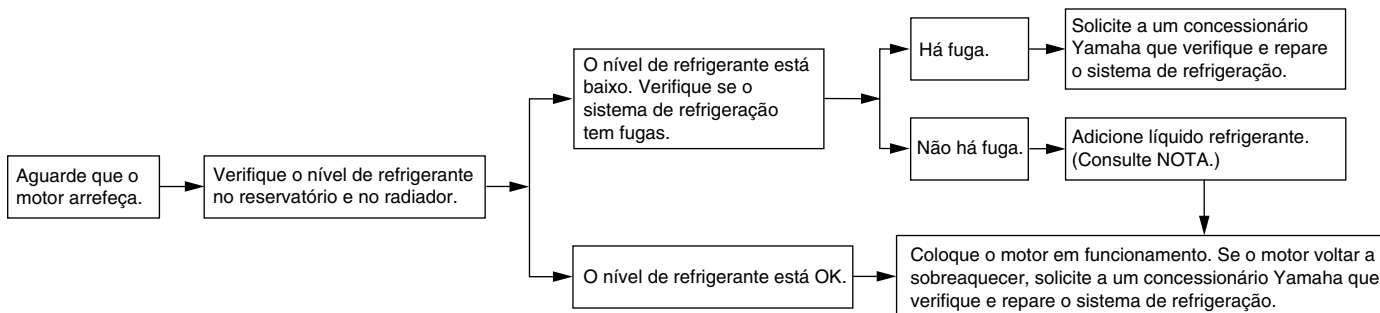 Aguarde que o
motor arrefeça.
Verifique o nível de refrigerante
no reservatório e no radiador.
O nível de refrigerante está
baixo. Verifique se o
sistema de refrigeração
tem fugas.
Há fuga.
Solicite a um concessionário
Yamaha que verifique e repare
o sistema de refrigeração.
Não há fuga.
Adicione líquido refrigerante.
(Consulte NOTA.)
O nível de refrigerante está OK.
Coloque o motor em funcionamento. Se o motor voltar a
sobreaquecer, solicite a um concessionário Yamaha que
verifique e repare o sistema de refrigeração.